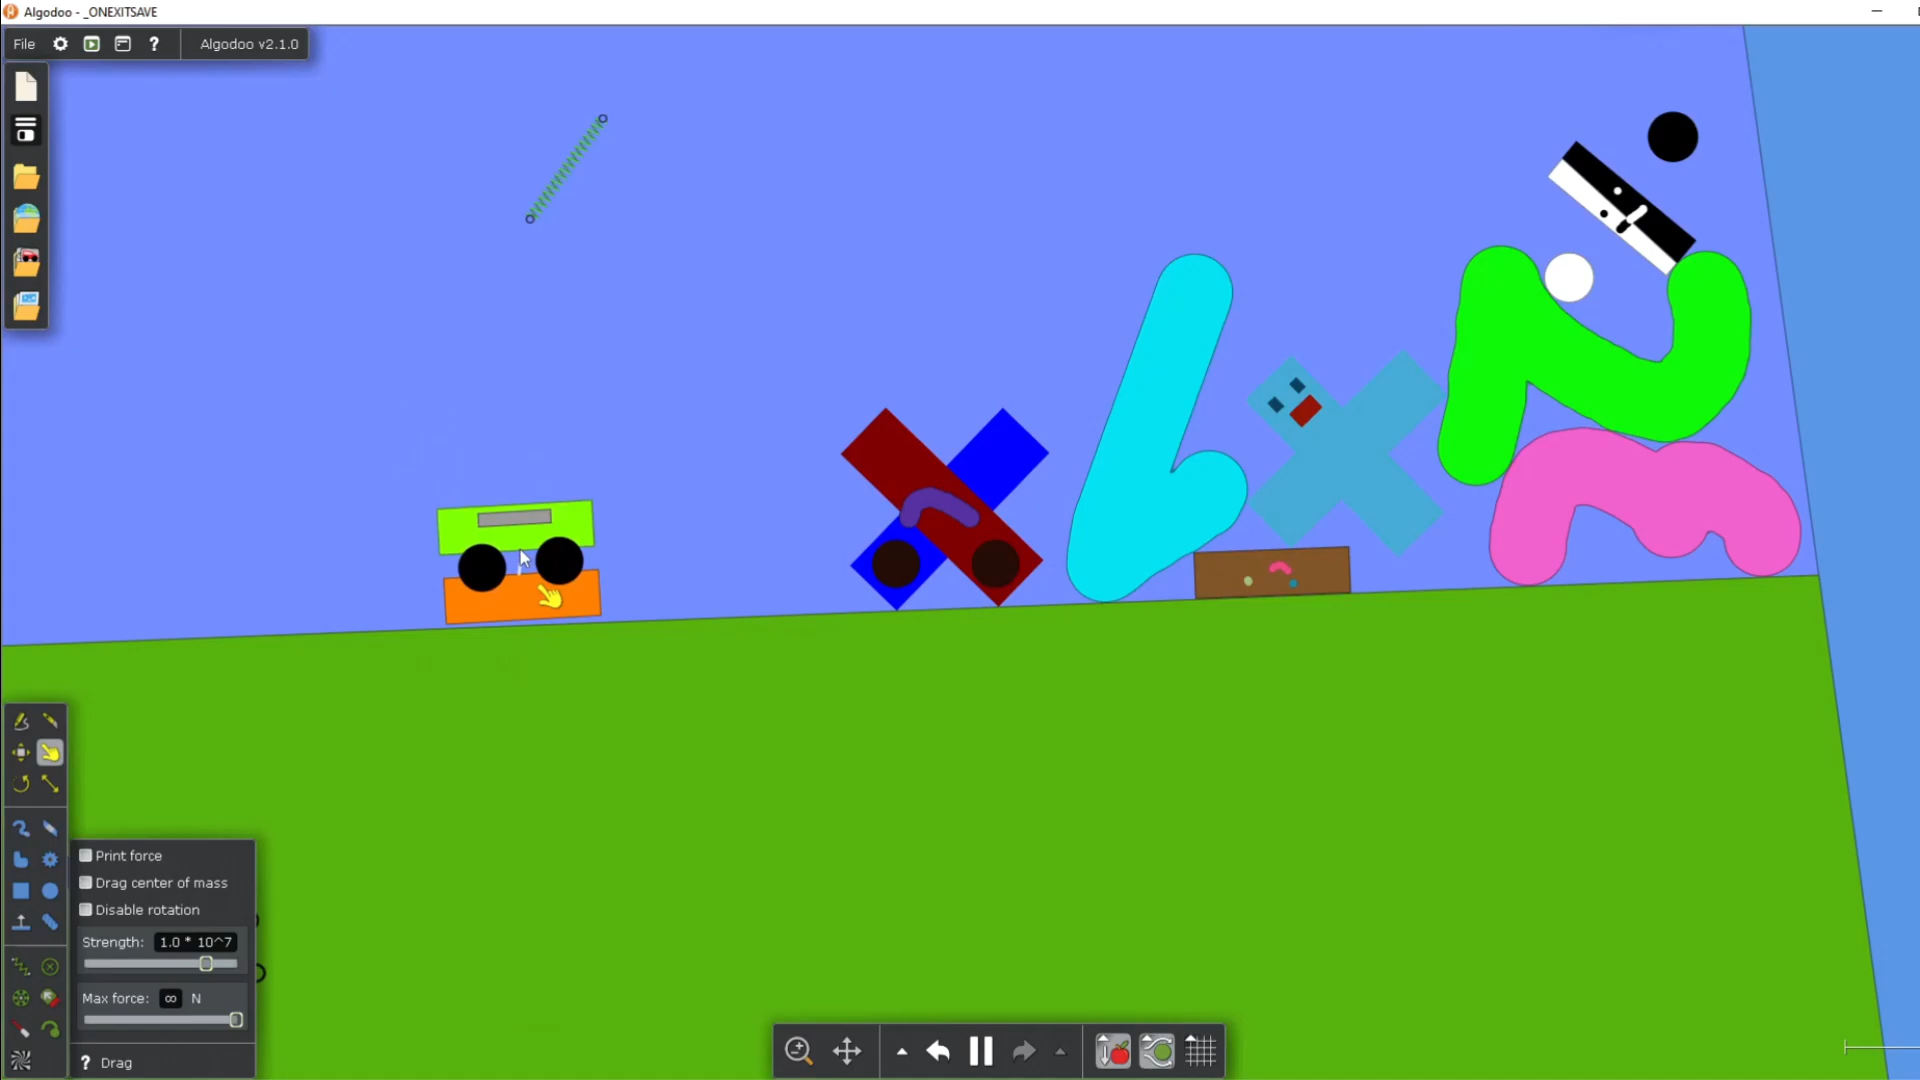 Algodoo - _ONEXITSAVE
File ? Algodoo v2.1.0
Print force
Drag center of mass
Disable rotation
Strength: 1.0 * 10^7
Max force: ∞ N
? Drag